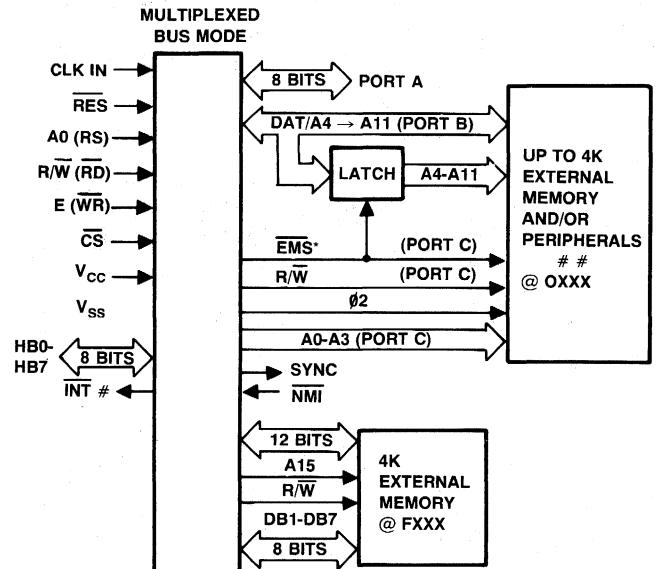 MULTIPLEXED
BUS MODE
CLK IN
RES
A0 (RS)
R/W (RD)
E (WR)
CS
VCC
VSS
HB0-
HB7
8 BITS
INT #
8 BITS
PORT A
DAT/A4 → A11 (PORT B)
LATCH
A4-A11
EMS*
(PORT C)
R/W
(PORT C)
Ø2
A0-A3 (PORT C)
SYNC
NMI
UP TO 4K
EXTERNAL
MEMORY
AND/OR
PERIPHERALS
# #
@ OXXX
12 BITS
A15
R/W
DB1-DB7
8 BITS
4K
EXTERNAL
MEMORY
@ FXXX